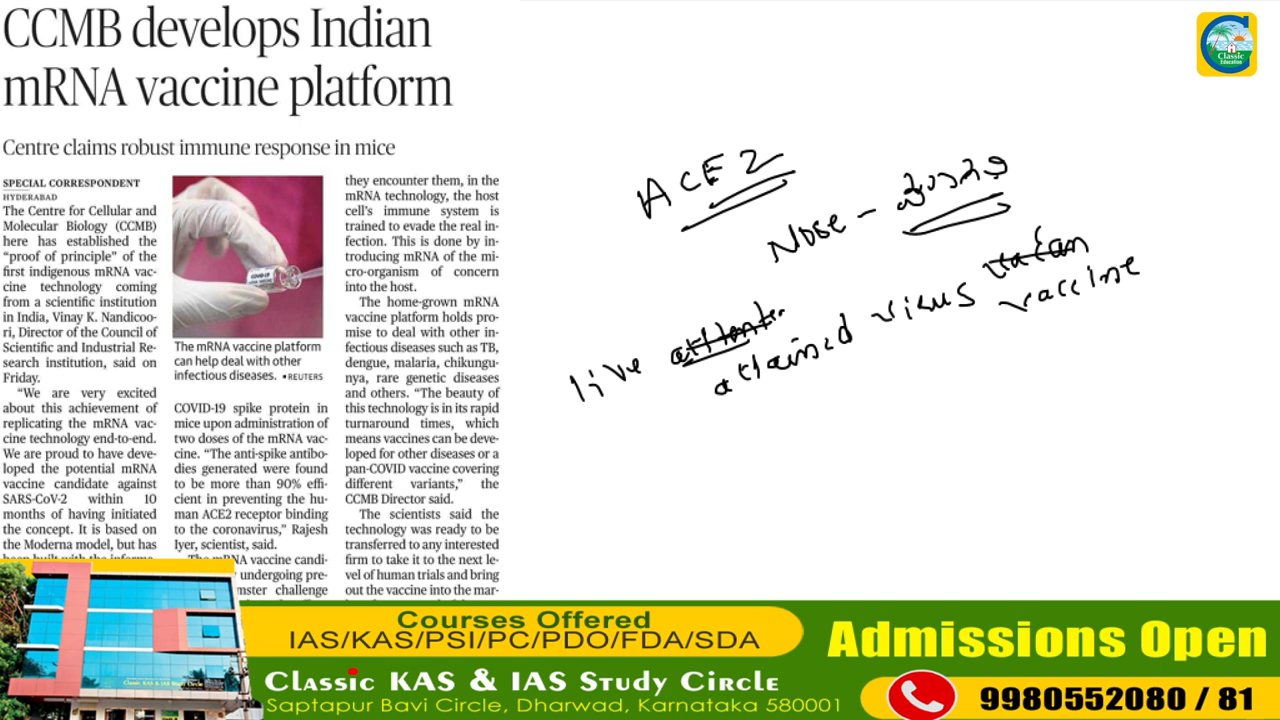 CCMB develops Indian
mRNA vaccine platform
Centre claims robust immune response in mice
SPECIAL CORRESPONDENT
HYDERABAD
The Centre for Cellular and
Molecular Biology (CCMB)
here has established the
“proof of principle” of the
first indigenous mRNA vac-
cine technology coming
from a scientific institution
in India, Vinay K. Nandicoo-
ri, Director of the Council of
Scientific and Industrial Re-
search institution, said on
Friday.
“We are very excited
about this achievement of
replicating the mRNA vac-
cine technology end-to-end.
We are proud to have deve-
loped the potential mRNA
vaccine candidate against
SARS-CoV-2 within 10
months of having initiated
the concept. It is based on
the Moderna model, but has
COVID-19
The mRNA vaccine platform
can help deal with other
infectious diseases. •REUTERS
COVID-19 spike protein in
mice upon administration of
two doses of the mRNA vac-
cine. “The anti-spike antibo-
dies generated were found
to be more than 90% effi-
cient in preventing the hu-
man ACE2 receptor binding
to the coronavirus,” Rajesh
Iyer, scientist, said.
The mRNA vaccine candi-
undergoing pre-
mster challenge
they encounter them, in the
mRNA technology, the host
cell’s immune system is
trained to evade the real in-
fection. This is done by in-
troducing mRNA of the mi-
cro-organism of concern
into the host.
The home-grown mRNA
vaccine platform holds pro-
mise to deal with other in-
fectious diseases such as TB,
dengue, malaria, chikungu-
nya, rare genetic diseases
and others. “The beauty of
this technology is in its rapid
turnaround times, which
means vaccines can be deve-
loped for other diseases or a
pan-COVID vaccine covering
different variants,” the
CCMB Director said.
The scientists said the
technology was ready to be
transferred to any interested
firm to take it to the next le-
vel of human trials and bring
out the vaccine into the mar-
ACE2
Nose -
live attained virus vaccine
Classic
Education
Classic KAS & IAS Study Circle
Courses Offered
IAS/KAS/PSI/PC/PDO/FDA/SDA
Classic KAS & IAS Study Circle
Saptapur Bavi Circle, Dharwad, Karnataka 580001
Admissions Open
9980552080 / 81